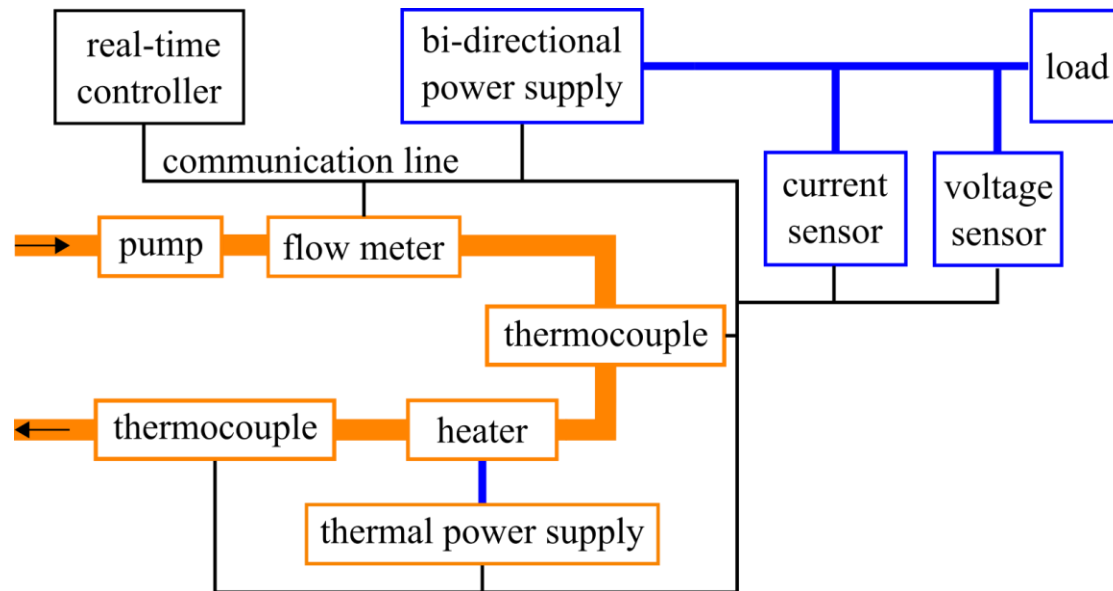 real-time
controller
bi-directional
power supply
load
communication line
current
sensor
voltage
sensor
pump
flow meter
thermocouple
thermocouple
heater
thermal power supply